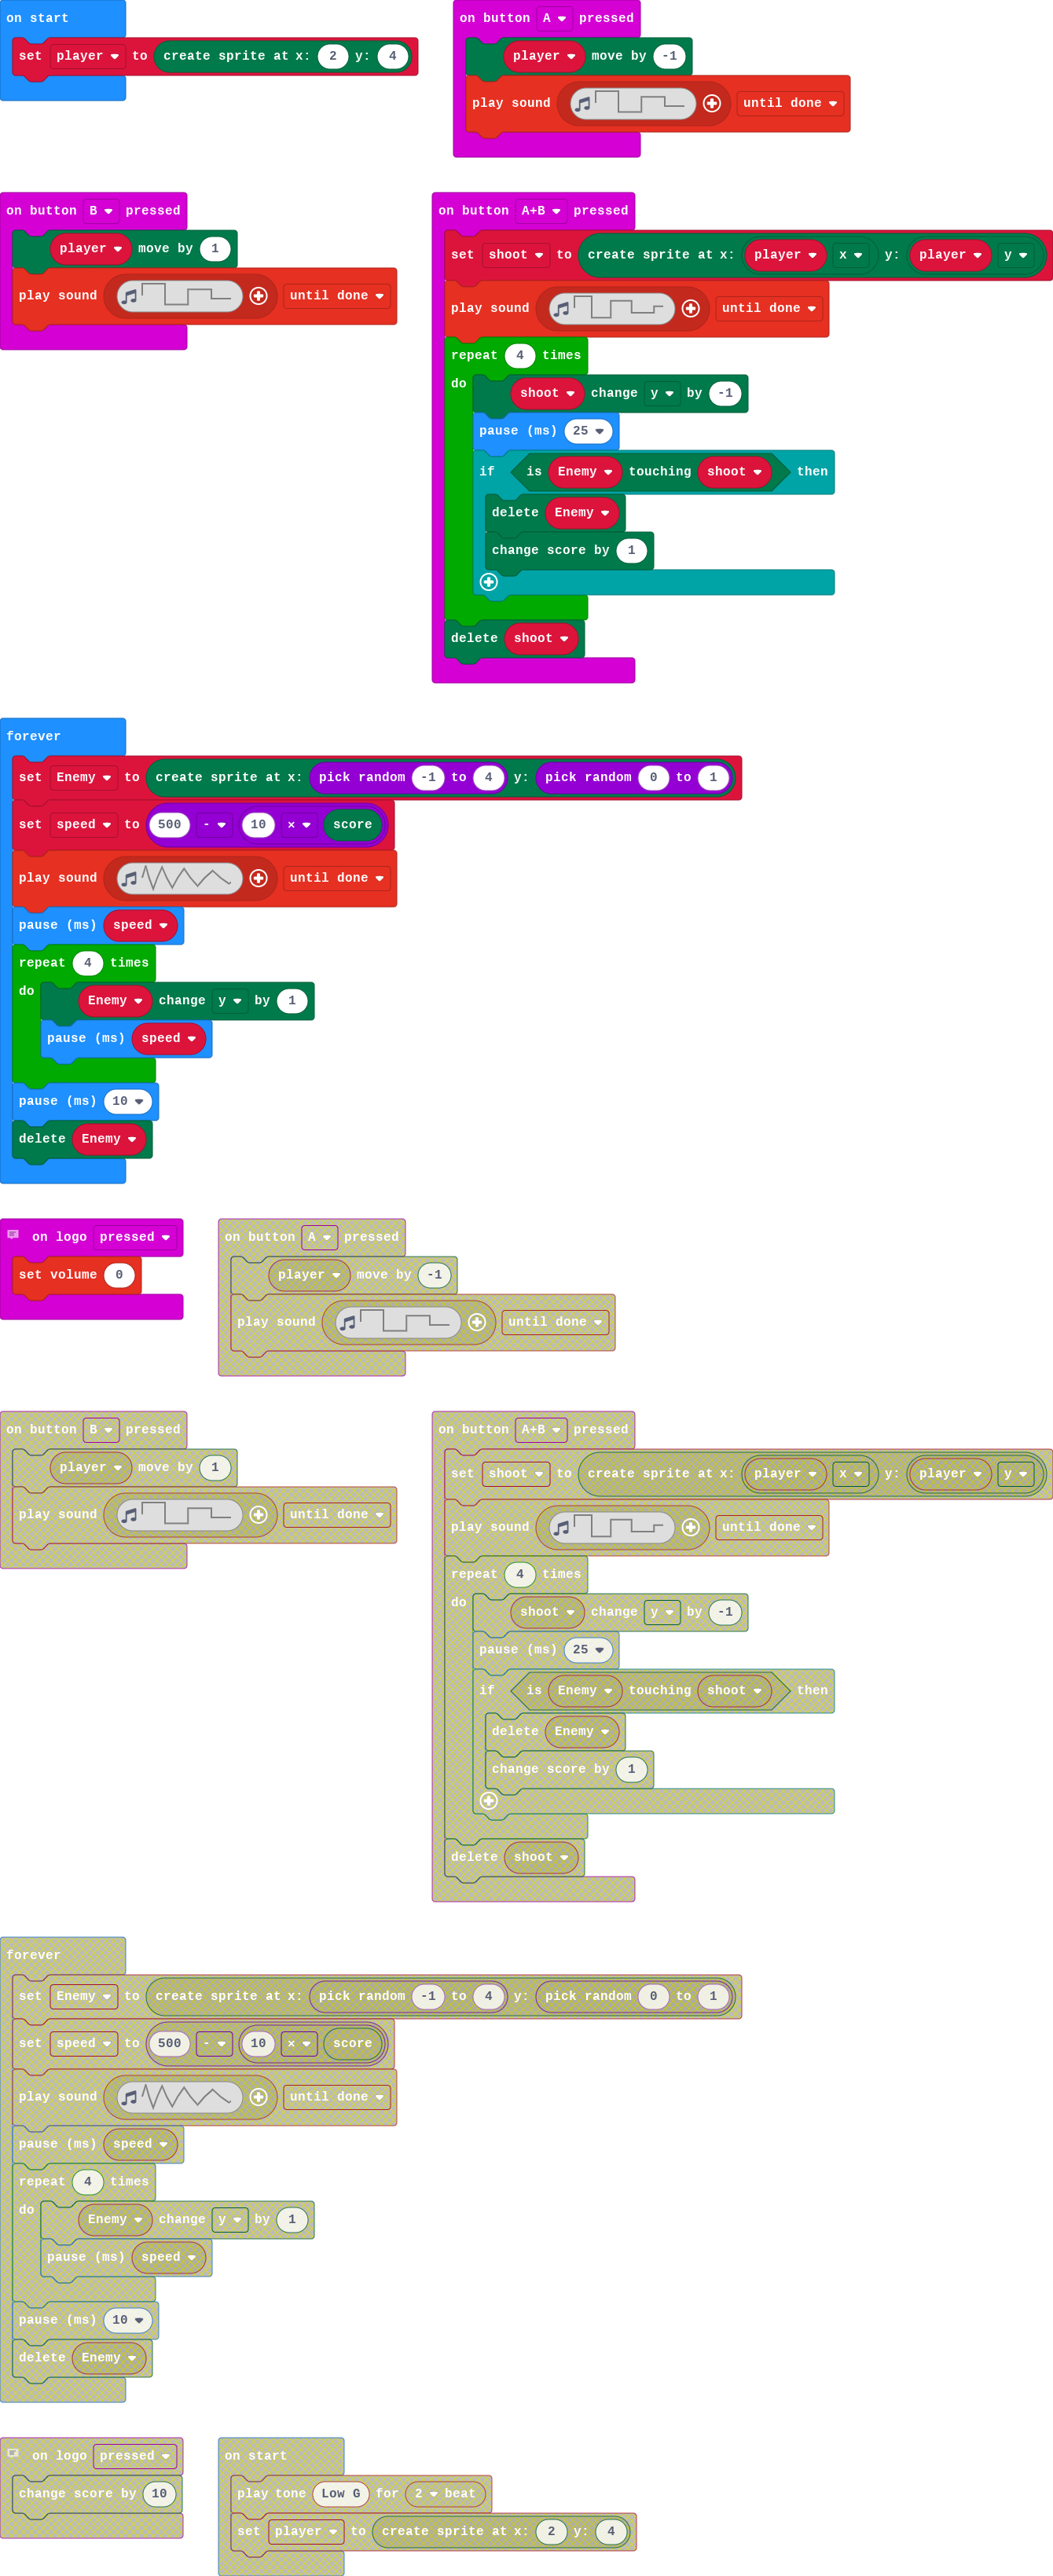 on start
set player to create sprite at x: 2 y: 4
on button A pressed
player move by -1
play sound until done
on button B pressed
player move by 1
play sound until done
on button A+B pressed
set shoot to create sprite at x: player x y: player y
play sound until done
repeat 4 times
do
shoot change y by -1
pause (ms) 25
if is Enemy touching shoot then
delete Enemy
change score by 1
delete shoot
forever
set Enemy to create sprite at x: pick random -1 to 4 y: pick random 0 to 1
set speed to 500 - 10 × score
play sound until done
pause (ms) speed
repeat 4 times
do
Enemy change y by 1
pause (ms) speed
pause (ms) 10
delete Enemy
on logo pressed
set volume 0
on button A pressed
player move by -1
play sound until done
on button B pressed
player move by 1
play sound until done
on button A+B pressed
set shoot to create sprite at x: player x y: player y
play sound until done
repeat 4 times
do
shoot change y by -1
pause (ms) 25
if is Enemy touching shoot then
delete Enemy
change score by 1
delete shoot
forever
set Enemy to create sprite at x: pick random -1 to 4 y: pick random 0 to 1
set speed to 500 - 10 × score
play sound until done
pause (ms) speed
repeat 4 times
do
Enemy change y by 1
pause (ms) speed
pause (ms) 10
delete Enemy
on logo pressed
change score by 10
on start
play tone Low G for 2 beat
set player to create sprite at x: 2 y: 4